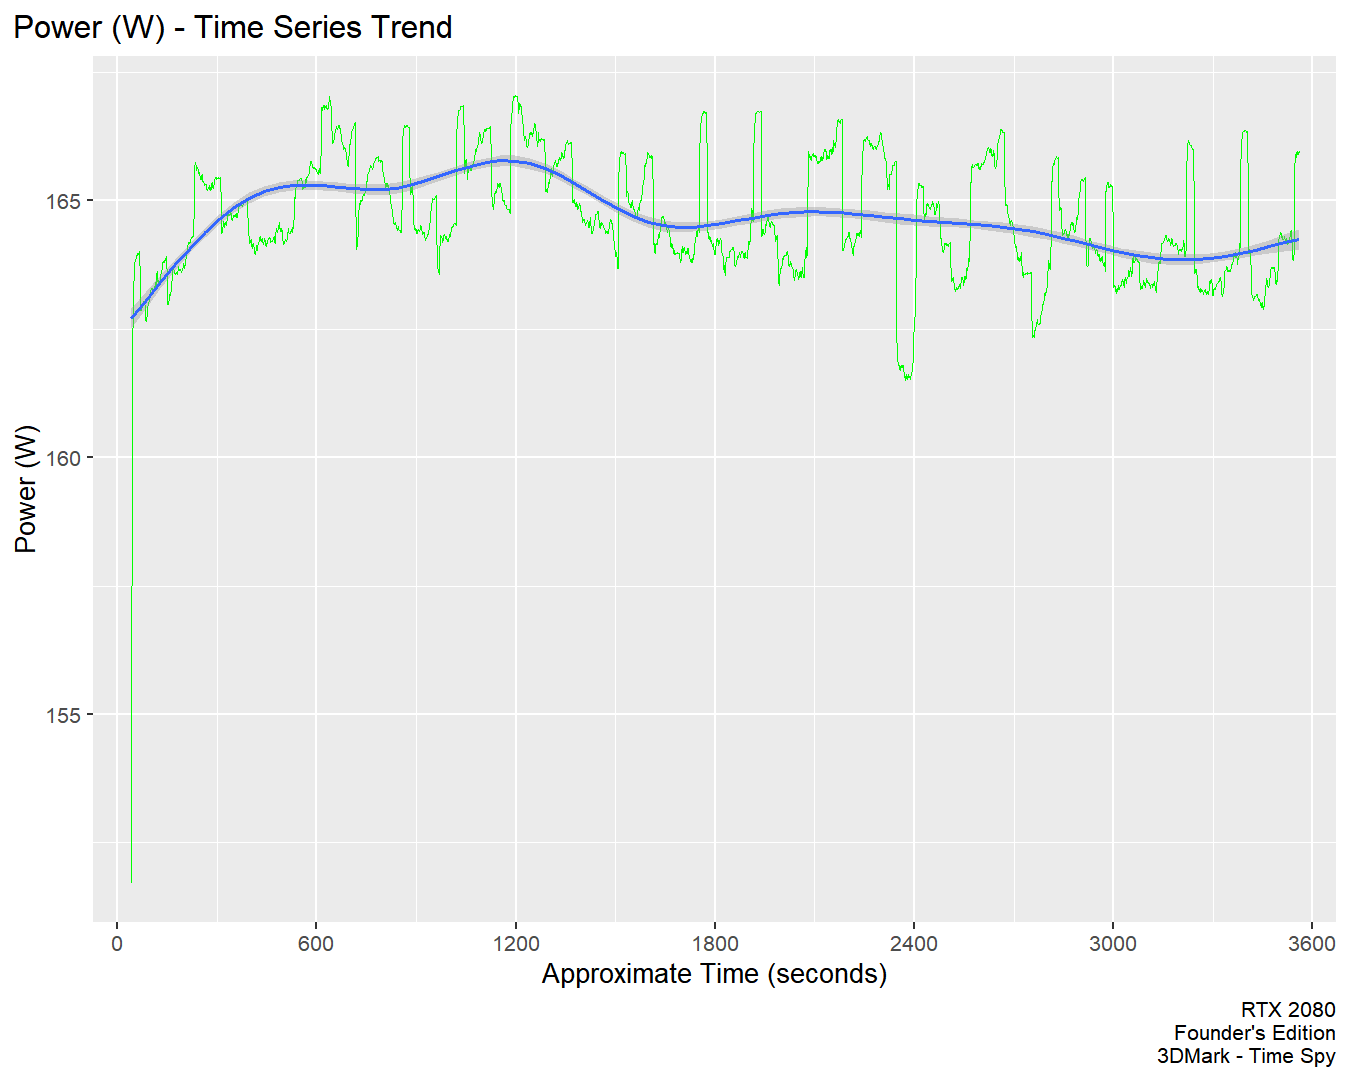 Power (W) - Time Series Trend
Power (W)
165
160
155
0 600 1200 1800 2400 3000 3600
Approximate Time (seconds)
RTX 2080
Founder's Edition
3DMark - Time Spy